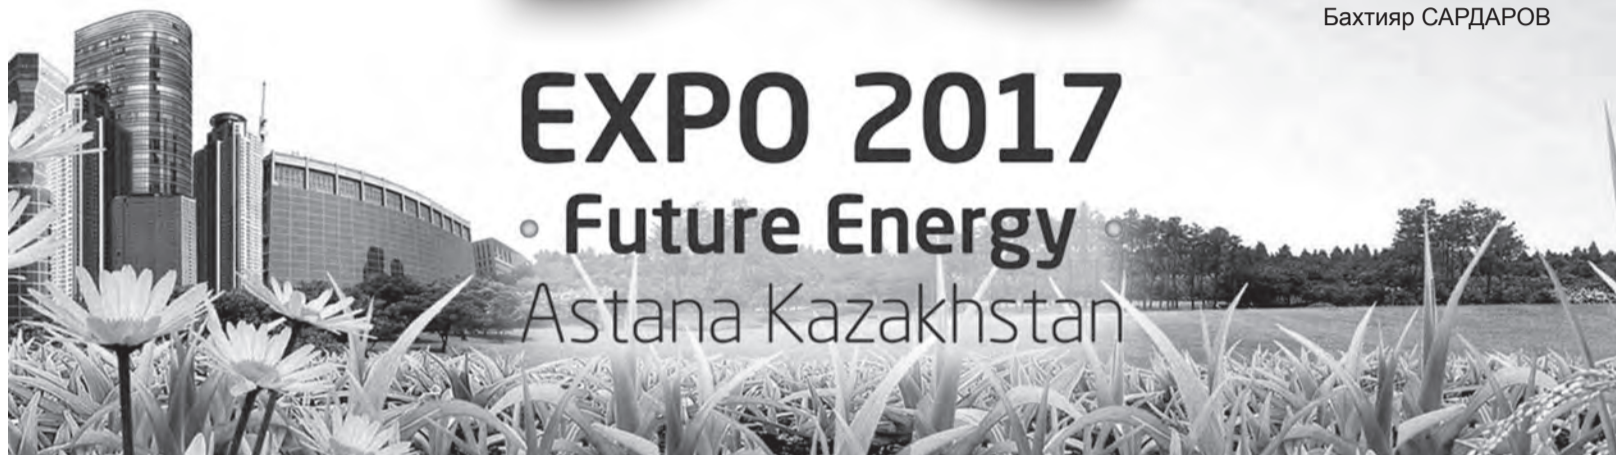 Бахтияр САРДАРОВ
EXPO 2017
Future Energy
Astana Kazakhstan